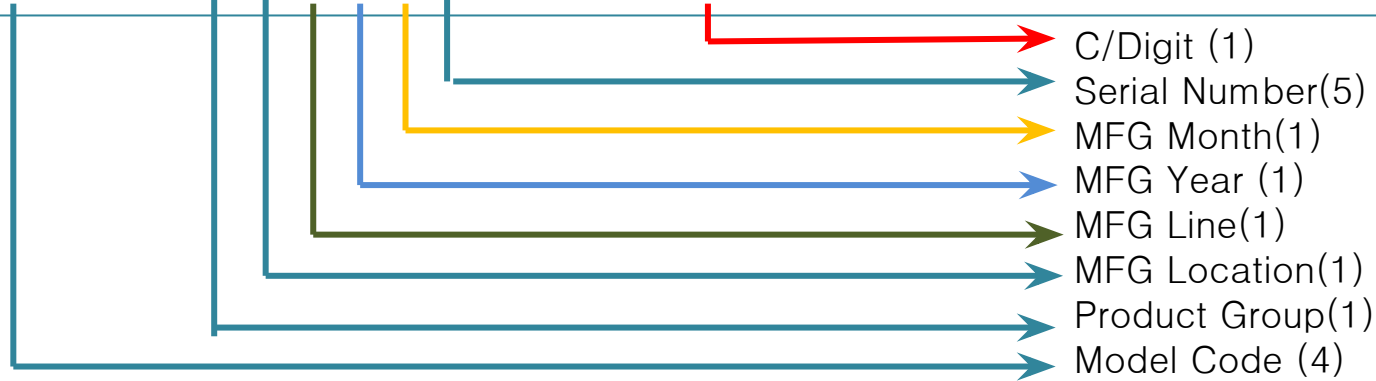 C/Digit (1)
Serial Number(5)
MFG Month(1)
MFG Year (1)
MFG Line(1)
MFG Location(1)
Product Group(1)
Model Code (4)